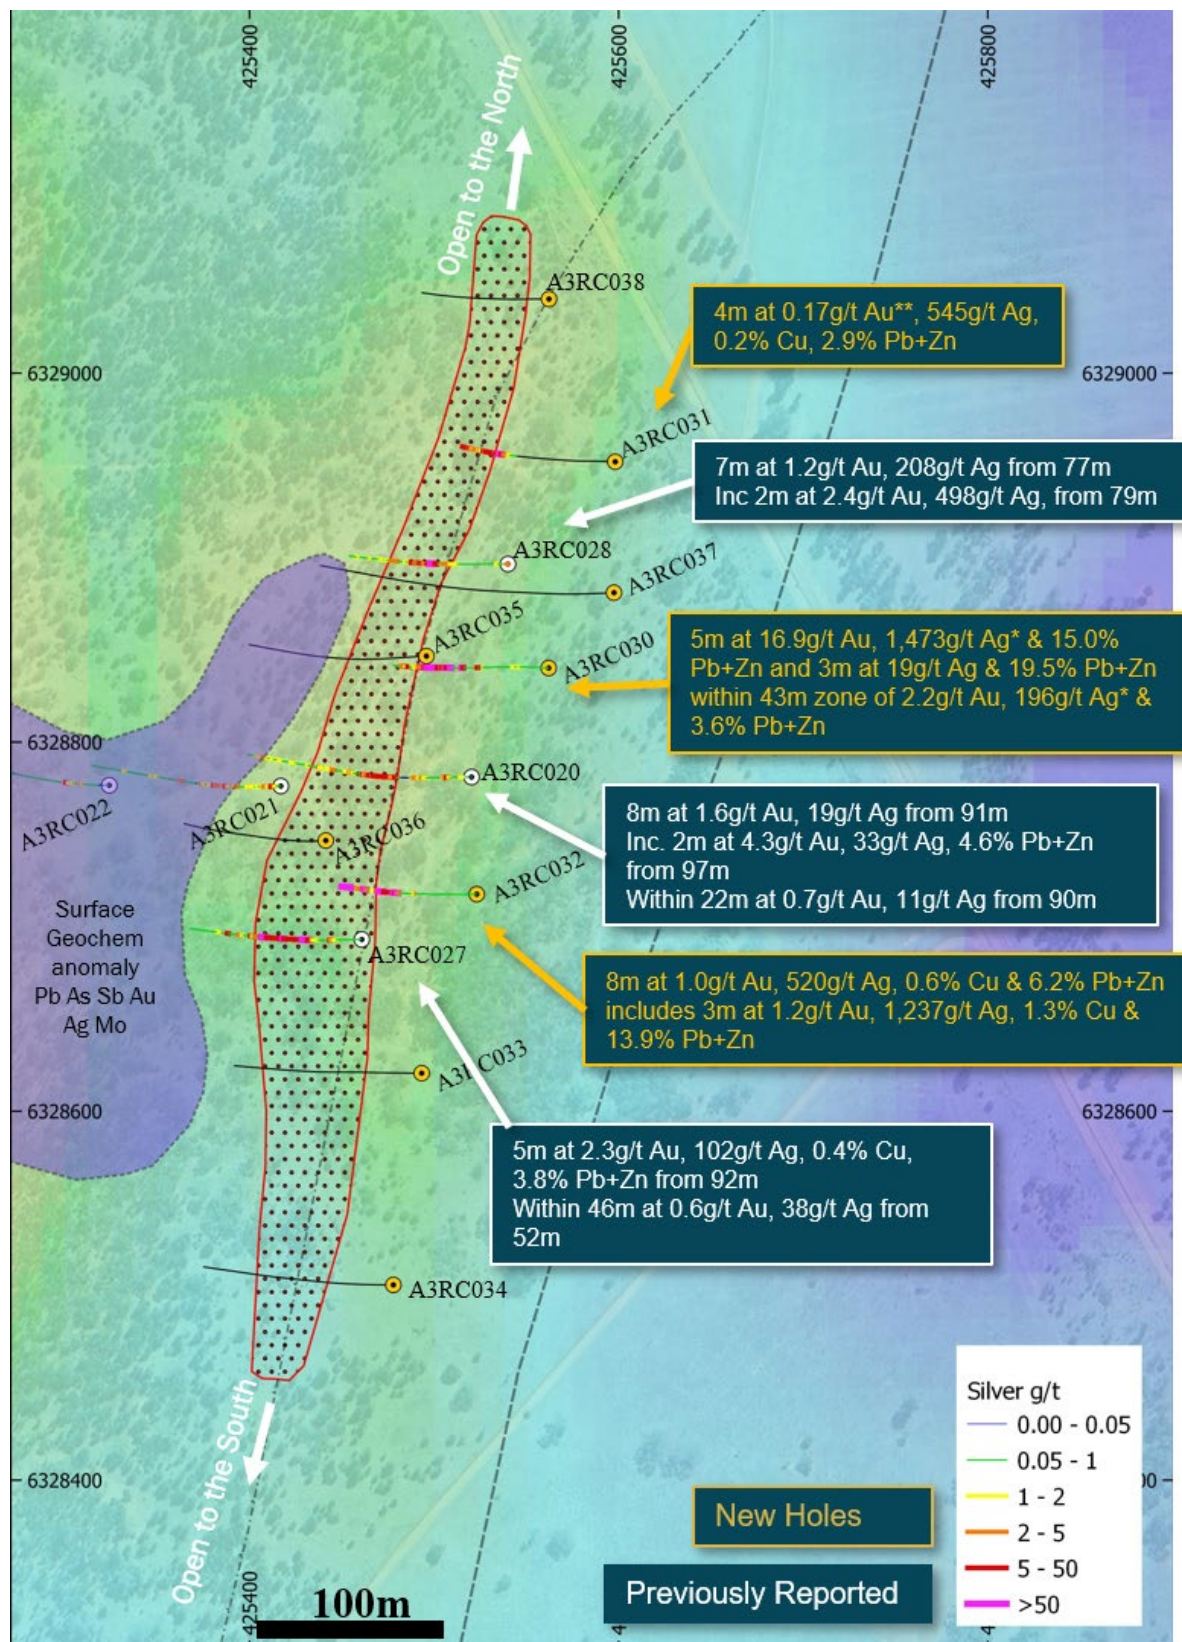 425400
425600
425800
Open to the North
A3RC038
4m at 0.17g/t Au**, 545g/t Ag,
0.2% Cu, 2.9% Pb+Zn
6329000
6329000
A3RC031
7m at 1.2g/t Au, 208g/t Ag from 77m
Inc 2m at 2.4g/t Au, 498g/t Ag, from 79m
A3RC028
A3RC037
A3RC035
A3RC030
5m at 16.9g/t Au, 1,473g/t Ag* & 15.0%
Pb+Zn and 3m at 19g/t Ag & 19.5% Pb+Zn
within 43m zone of 2.2g/t Au, 196g/t Ag* &
3.6% Pb+Zn
6328800
A3RC020
A3RC022
A3RC021
A3RC036
8m at 1.6g/t Au, 19g/t Ag from 91m
Inc. 2m at 4.3g/t Au, 33g/t Ag, 4.6% Pb+Zn
from 97m
Within 22m at 0.7g/t Au, 11g/t Ag from 90m
A3RC032
Surface
Geochem
anomaly
Pb As Sb Au
Ag Mo
A3RC027
8m at 1.0g/t Au, 520g/t Ag, 0.6% Cu & 6.2% Pb+Zn
includes 3m at 1.2g/t Au, 1,237g/t Ag, 1.3% Cu &
13.9% Pb+Zn
A3RC033
6328600
6328600
5m at 2.3g/t Au, 102g/t Ag, 0.4% Cu,
3.8% Pb+Zn from 92m
Within 46m at 0.6g/t Au, 38g/t Ag from
52m
A3RC034
Open to the South
6328400
Silver g/t
0.00 - 0.05
0.05 - 1
1 - 2
2 - 5
5 - 50
>50
New Holes
Previously Reported
425400
100m